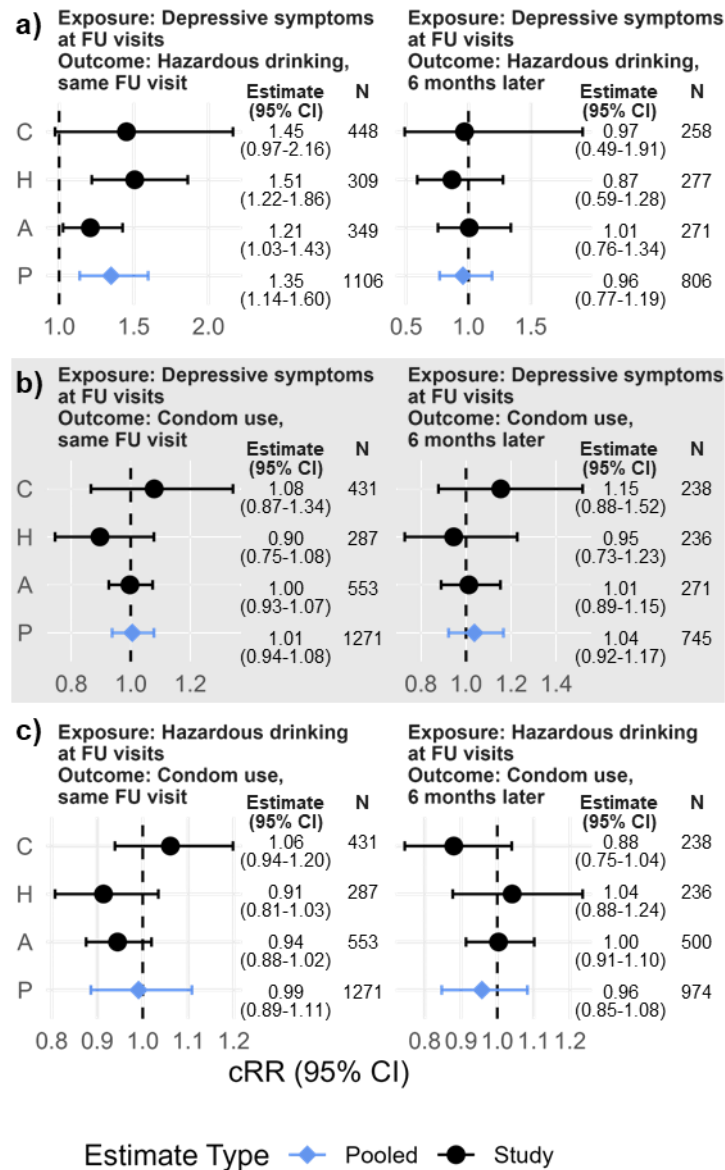 a)
Exposure: Depressive symptoms
at FU visits
Outcome: Hazardous drinking,
same FU visit
Estimate
(95% CI)
N
C
1.45
(0.97-2.16)
448
H
1.51
(1.22-1.86)
309
A
1.21
(1.03-1.43)
349
P
1.35
(1.14-1.60)
1106
1.0 1.5 2.0
Exposure: Depressive symptoms
at FU visits
Outcome: Hazardous drinking,
6 months later
Estimate
(95% CI)
N
0.97
(0.49-1.91)
258
0.87
(0.59-1.28)
277
1.01
(0.76-1.34)
271
0.96
(0.77-1.19)
806
0.5 1.0 1.5
b)
Exposure: Depressive symptoms
at FU visits
Outcome: Condom use,
same FU visit
Estimate
(95% CI)
N
C
1.08
(0.87-1.34)
431
H
0.90
(0.75-1.08)
287
A
1.00
(0.93-1.07)
553
P
1.01
(0.94-1.08)
1271
0.8 1.0 1.2
Exposure: Depressive symptoms
at FU visits
Outcome: Condom use,
6 months later
Estimate
(95% CI)
N
1.15
(0.88-1.52)
238
0.95
(0.73-1.23)
236
1.01
(0.89-1.15)
271
1.04
(0.92-1.17)
745
0.8 1.0 1.2 1.4
c)
Exposure: Hazardous drinking
at FU visits
Outcome: Condom use,
same FU visit
Estimate
(95% CI)
N
C
1.06
(0.94-1.20)
431
H
0.91
(0.81-1.03)
287
A
0.94
(0.88-1.02)
553
P
0.99
(0.89-1.11)
1271
0.8 0.9 1.0 1.1 1.2
Exposure: Hazardous drinking
at FU visits
Outcome: Condom use,
6 months later
Estimate
(95% CI)
N
0.88
(0.75-1.04)
238
1.04
(0.88-1.24)
236
1.00
(0.91-1.10)
500
0.96
(0.85-1.08)
974
0.8 0.9 1.0 1.1 1.2
cRR (95% CI)
Estimate Type Pooled Study